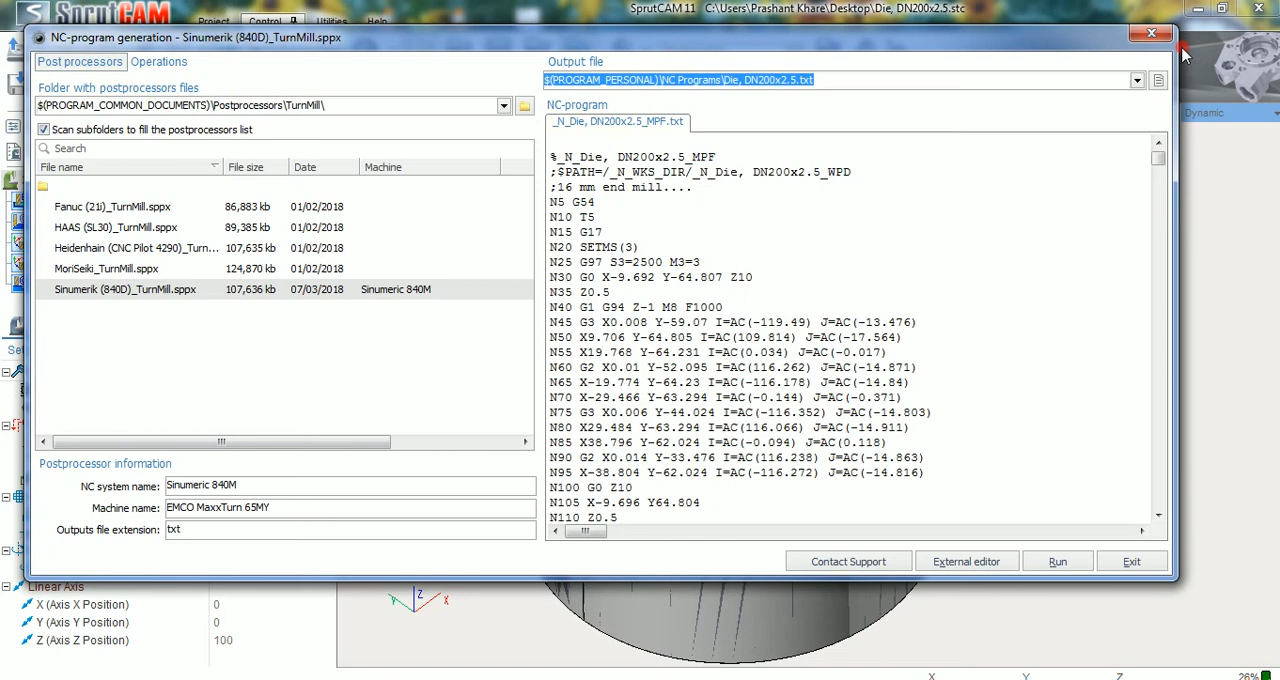 SprutCAM
Project Control Utilities Help
SprutCAM 11 C:\Users\Prashant Khare\Desktop\Die, DN200x2.5.stc
NC-program generation - Sinumerik (840D)_TurnMill.sppx
Post processors Operations
Folder with postprocessors files
$(PROGRAM_COMMON_DOCUMENTS)\Postprocessors\TurnMill\
Scan subfolders to fill the postprocessors list
Search
File name File size Date Machine
Fanuc (21i)_TurnMill.sppx 86,883 kb 01/02/2018
HAAS (SL30)_TurnMill.sppx 89,385 kb 01/02/2018
Heidenhain (CNC Pilot 4290)_Turn... 107,635 kb 01/02/2018
MoriSeiki_TurnMill.sppx 124,870 kb 01/02/2018
Sinumerik (840D)_TurnMill.sppx 107,636 kb 07/03/2018 Sinumeric 840M
Postprocessor information
NC system name: Sinumeric 840M
Machine name: EMCO MaxxTurn 65MY
Outputs file extension: txt
Output file
$(PROGRAM_PERSONAL)\NC Programs\Die, DN200x2.5.txt
NC-program
_N_Die, DN200x2.5_MPF.txt
%_N_Die, DN200x2.5_MPF
;$PATH=/_N_WKS_DIR/_N_Die, DN200x2.5_WPD
;16 mm end mill....
N5 G54
N10 T5
N15 G17
N20 SETMS(3)
N25 G97 S3=2500 M3=3
N30 G0 X-9.692 Y-64.807 Z10
N35 Z0.5
N40 G1 G94 Z-1 M8 F1000
N45 G3 X0.008 Y-59.07 I=AC(-119.49) J=AC(-13.476)
N50 X9.706 Y-64.805 I=AC(109.814) J=AC(-17.564)
N55 X19.768 Y-64.231 I=AC(0.034) J=AC(-0.017)
N60 G2 X0.01 Y-52.095 I=AC(116.262) J=AC(-14.871)
N65 X-19.774 Y-64.23 I=AC(-116.178) J=AC(-14.84)
N70 X-29.466 Y-63.294 I=AC(-0.144) J=AC(-0.371)
N75 G3 X0.006 Y-44.024 I=AC(-116.352) J=AC(-14.803)
N80 X29.484 Y-63.294 I=AC(116.066) J=AC(-14.911)
N85 X38.796 Y-62.024 I=AC(-0.094) J=AC(0.118)
N90 G2 X0.014 Y-33.476 I=AC(116.238) J=AC(-14.863)
N95 X-38.804 Y-62.024 I=AC(-116.272) J=AC(-14.816)
N100 G0 Z10
N105 X-9.696 Y64.804
N110 Z0.5
Contact Support External editor Run Exit
Dynamic
Set
Linear Axis
X (Axis X Position) 0
Y (Axis Y Position) 0
Z (Axis Z Position) 100
Z
Y X
X Y Z 26%